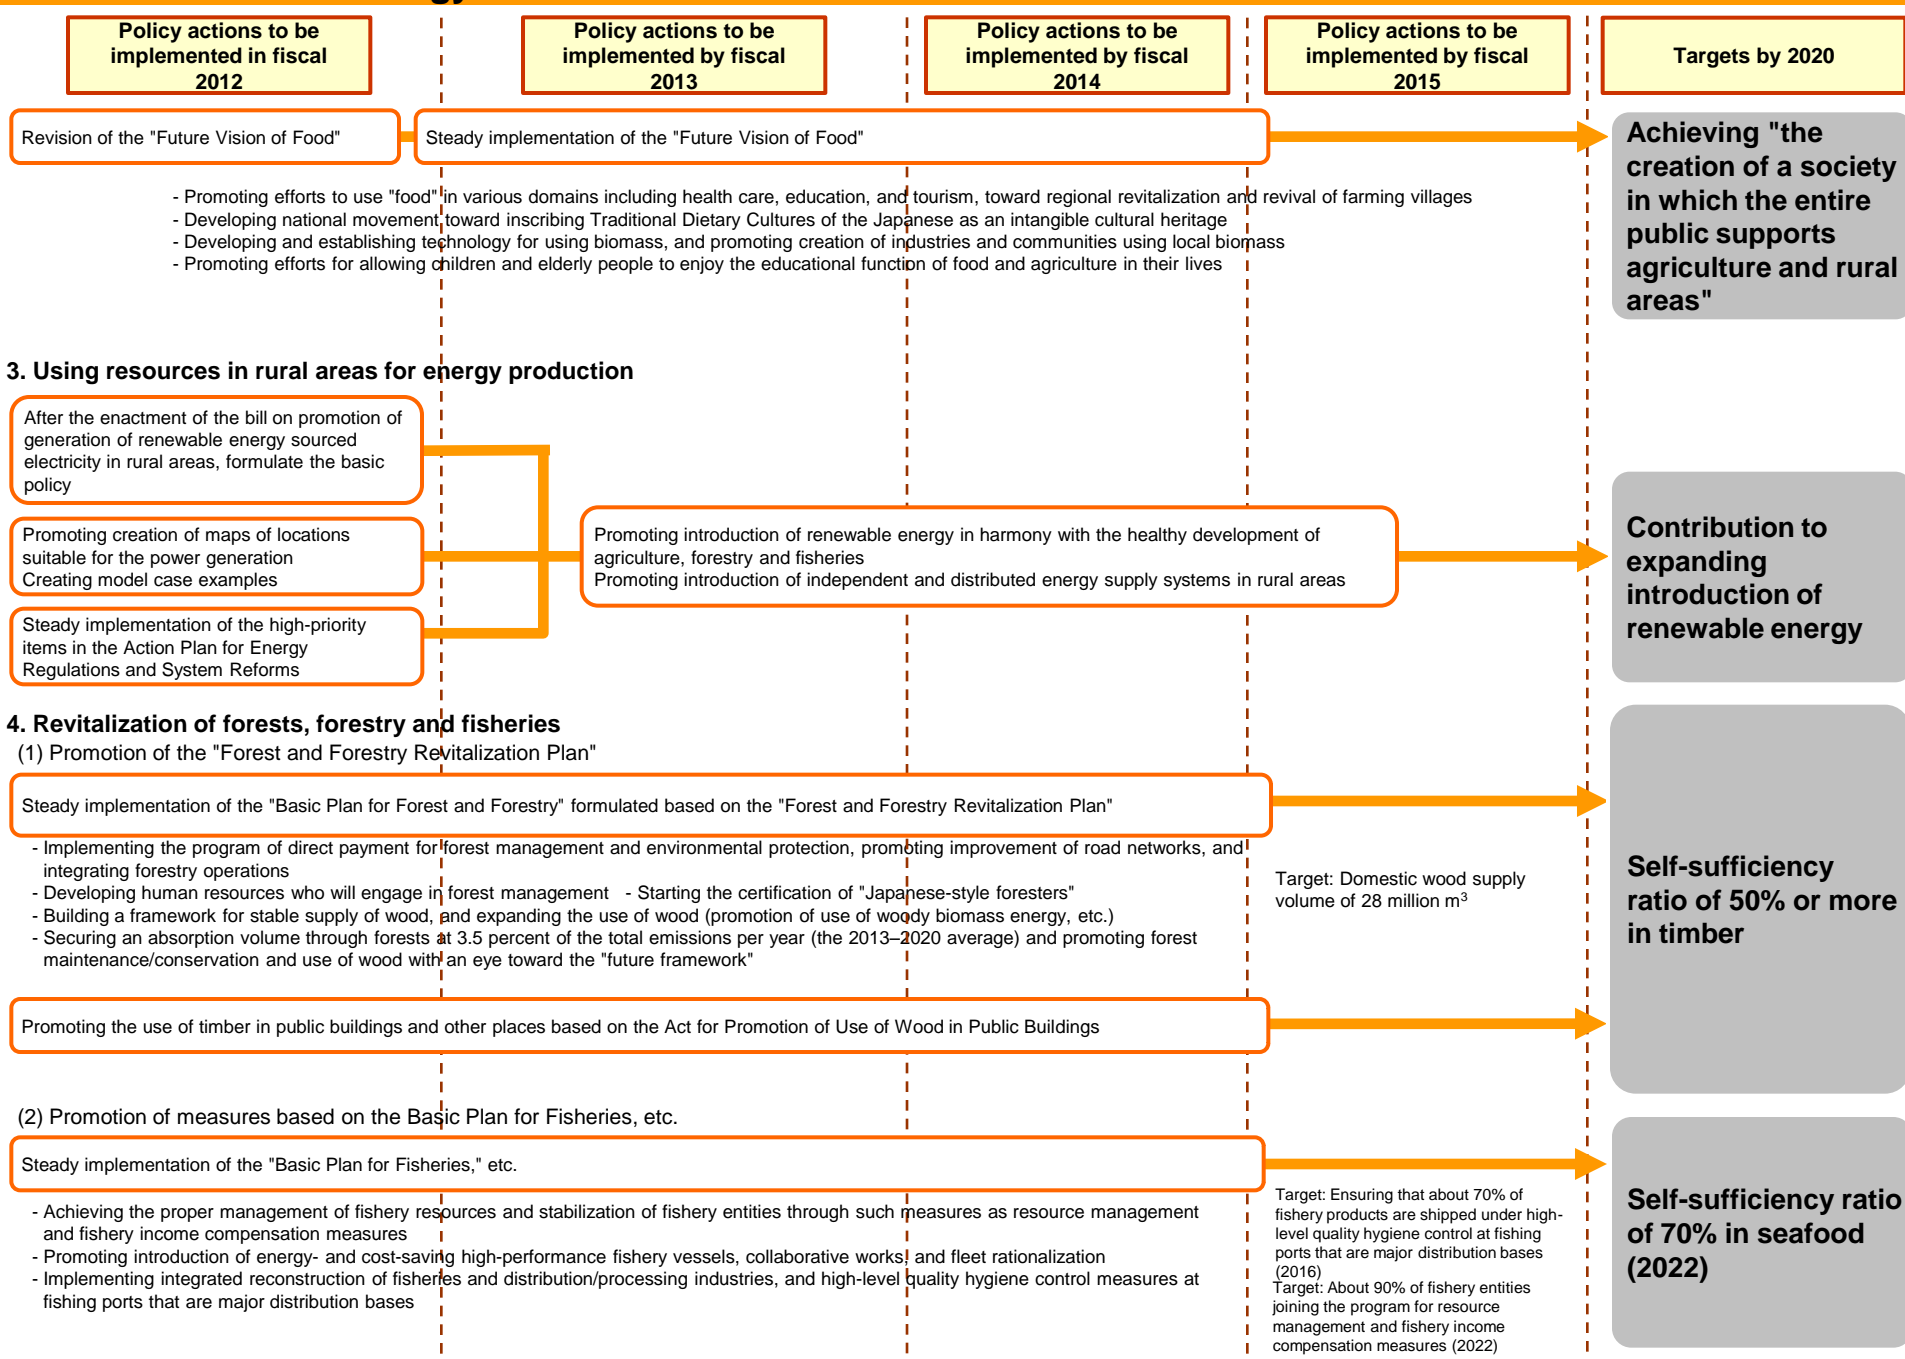 Policy actions to be
implemented in fiscal
2012
Policy actions to be
implemented by fiscal
2013
Policy actions to be
implemented by fiscal
2014
Policy actions to be
implemented by fiscal
2015
Targets by 2020
Revision of the "Future Vision of Food"
Steady implementation of the "Future Vision of Food"
Achieving "the
creation of a society
in which the entire
public supports
agriculture and rural
areas"
- Promoting efforts to use "food" in various domains including health care, education, and tourism, toward regional revitalization and revival of farming villages
- Developing national movement toward inscribing Traditional Dietary Cultures of the Japanese as an intangible cultural heritage
- Developing and establishing technology for using biomass, and promoting creation of industries and communities using local biomass
- Promoting efforts for allowing children and elderly people to enjoy the educational function of food and agriculture in their lives
3. Using resources in rural areas for energy production
After the enactment of the bill on promotion of
generation of renewable energy sourced
electricity in rural areas, formulate the basic
policy
Promoting creation of maps of locations
suitable for the power generation
Creating model case examples
Steady implementation of the high-priority
items in the Action Plan for Energy
Regulations and System Reforms
Promoting introduction of renewable energy in harmony with the healthy development of
agriculture, forestry and fisheries
Promoting introduction of independent and distributed energy supply systems in rural areas
Contribution to
expanding
introduction of
renewable energy
4. Revitalization of forests, forestry and fisheries
(1) Promotion of the "Forest and Forestry Revitalization Plan"
Steady implementation of the "Basic Plan for Forest and Forestry" formulated based on the "Forest and Forestry Revitalization Plan"
- Implementing the program of direct payment for forest management and environmental protection, promoting improvement of road networks, and
integrating forestry operations
- Developing human resources who will engage in forest management - Starting the certification of "Japanese-style foresters"
- Building a framework for stable supply of wood, and expanding the use of wood (promotion of use of woody biomass energy, etc.)
- Securing an absorption volume through forests at 3.5 percent of the total emissions per year (the 2013–2020 average) and promoting forest
maintenance/conservation and use of wood with an eye toward the "future framework"
Target: Domestic wood supply
volume of 28 million m³
Self-sufficiency
ratio of 50% or more
in timber
Promoting the use of timber in public buildings and other places based on the Act for Promotion of Use of Wood in Public Buildings
(2) Promotion of measures based on the Basic Plan for Fisheries, etc.
Steady implementation of the "Basic Plan for Fisheries," etc.
- Achieving the proper management of fishery resources and stabilization of fishery entities through such measures as resource management
and fishery income compensation measures
- Promoting introduction of energy- and cost-saving high-performance fishery vessels, collaborative works, and fleet rationalization
- Implementing integrated reconstruction of fisheries and distribution/processing industries, and high-level quality hygiene control measures at
fishing ports that are major distribution bases
Target: Ensuring that about 70% of
fishery products are shipped under high-
level quality hygiene control at fishing
ports that are major distribution bases
(2016)
Target: About 90% of fishery entities
joining the program for resource
management and fishery income
compensation measures (2022)
Self-sufficiency ratio
of 70% in seafood
(2022)